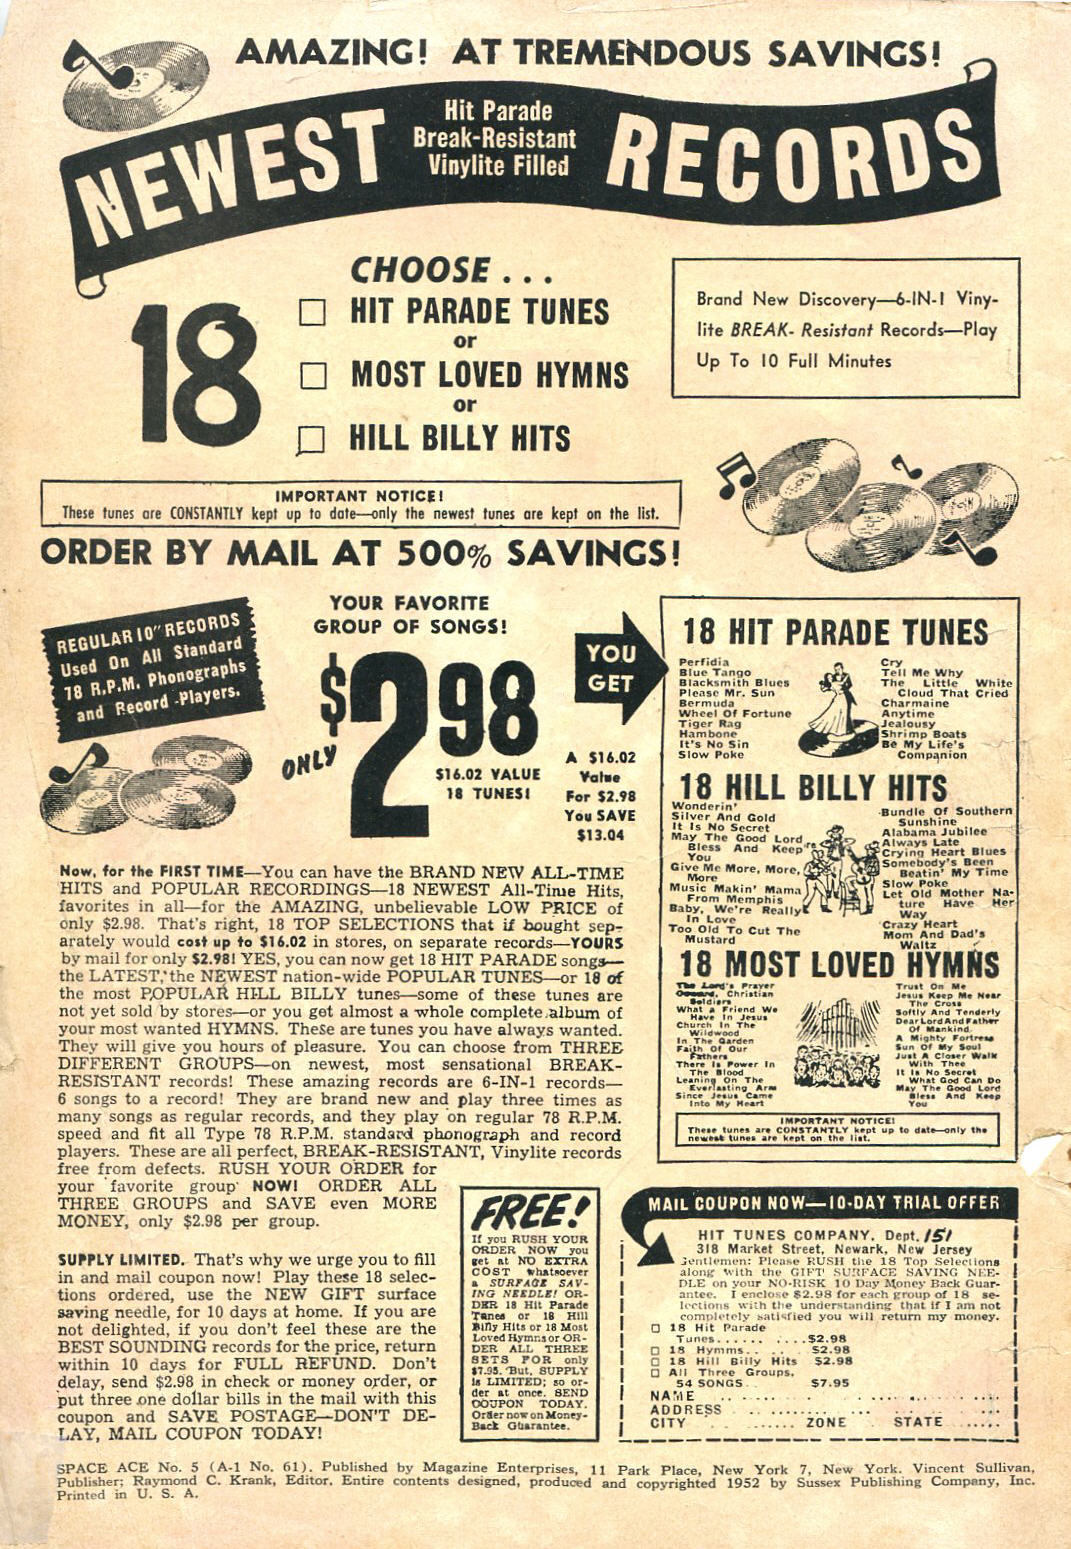 AMAZING! AT TREMENDOUS SAVINGS!
NEWEST
Hit Parade
Break-Resistant
Vinylite Filled
RECORDS
18
CHOOSE . . .
HIT PARADE TUNES
or
MOST LOVED HYMNS
or
HILL BILLY HITS
Brand New Discovery—6-IN-1 Viny-
lite BREAK- Resistant Records—Play
Up To 10 Full Minutes
IMPORTANT NOTICE!
These tunes are CONSTANTLY kept up to date—only the newest tunes are kept on the list.
ORDER BY MAIL AT 500% SAVINGS!
REGULAR 10" RECORDS
Used On All Standard
78 R.P.M. Phonographs
and Record -Players.
YOUR FAVORITE
GROUP OF SONGS!
ONLY
$2.98
$16.02 VALUE
18 TUNES!
YOU
GET
A $16.02
Value
For $2.98
You SAVE
$13.04
18 HIT PARADE TUNES
Perfidia
Blue Tango
Blacksmith Blues
Please Mr. Sun
Bermuda
Wheel Of Fortune
Tiger Rag
Hambone
It's No Sin
Slow Poke
Cry
Tell Me Why
The Little White
Cloud That Cried
Charmaine
Anytime
Jealousy
Shrimp Boats
Be My Life's
Companion
18 HILL BILLY HITS
Wonderin'
Silver And Gold
It Is No Secret
May The Good Lord
Bless And Keep
You
Give Me More, More,
More
Music Makin' Mama
From Memphis
Baby, We're Really
In Love
Too Old To Cut The
Mustard
Bundle Of Southern
Sunshine
Alabama Jubilee
Always Late
Crying Heart Blues
Somebody's Been
Beatin' My Time
Slow Poke
Let Old Mother Na-
ture Have Her
Way
Crazy Heart
Mom And Dad's
Waltz
18 MOST LOVED HYMNS
The Lord's Prayer
Onward, Christian
Soldiers
What a Friend We
Have In Jesus
Church In The
Wildwood
In The Garden
Faith Of Our
Fathers
There Is Power In
The Blood
Leaning On The
Everlasting Arm
Since Jesus Came
Into My Heart
Trust On Me
Jesus Keep Me Near
The Cross
Softly And Tenderly
Dear Lord And Father
Of Mankind
A Mighty Fortress
Sun Of My Soul
Just A Closer Walk
With Thee
It Is No Secret
What God Can Do
May The Good Lord
Bless And Keep
You
IMPORTANT NOTICE!
These tunes are CONSTANTLY kept up to date—only the
newest tunes are kept on the list.
Now, for the FIRST TIME—You can have the BRAND NEW ALL-TIME
HITS and POPULAR RECORDINGS—18 NEWEST All-Time Hits,
favorites in all—for the AMAZING, unbelievable LOW PRICE of
only $2.98. That's right, 18 TOP SELECTIONS that if bought sep-
arately would cost up to $16.02 in stores, on separate records—YOURS
by mail for only $2.98! YES, you can now get 18 HIT PARADE songs—
the LATEST, the NEWEST nation-wide POPULAR TUNES—or 18 of
the most POPULAR HILL BILLY tunes—some of these tunes are
not yet sold by stores—or you get almost a whole complete album of
your most wanted HYMNS. These are tunes you have always wanted.
They will give you hours of pleasure. You can choose from THREE
DIFFERENT GROUPS—on newest, most sensational BREAK-
RESISTANT records! These amazing records are 6-IN-1 records—
6 songs to a record! They are brand new and play three times as
many songs as regular records, and they play on regular 78 R.P.M.
speed and fit all Type 78 R.P.M. standard phonograph and record
players. These are all perfect, BREAK-RESISTANT, Vinylite records
free from defects. RUSH YOUR ORDER for
your favorite group NOW! ORDER ALL
THREE GROUPS and SAVE even MORE
MONEY, only $2.98 per group.
SUPPLY LIMITED. That's why we urge you to fill
in and mail coupon now! Play these 18 selec-
tions ordered, use the NEW GIFT surface
saving needle, for 10 days at home. If you are
not delighted, if you don't feel these are the
BEST SOUNDING records for the price, return
within 10 days for FULL REFUND. Don't
delay, send $2.98 in check or money order, or
put three one dollar bills in the mail with this
coupon and SAVE POSTAGE—DON'T DE-
LAY, MAIL COUPON TODAY!
FREE!
If you RUSH YOUR
ORDER NOW you
get at NO EXTRA
COST whatsoever
a SURFACE SAV-
ING NEEDLE! OR-
DER 18 Hit Parade
Tunes or 18 Hill
Billy Hits or 18 Most
Loved Hymns or OR-
DER ALL THREE
SETS FOR only
$7.95. But, SUPPLY
is LIMITED; so or-
der at once. SEND
COUPON TODAY.
Order now on Money-
Back Guarantee.
MAIL COUPON NOW—10-DAY TRIAL OFFER
HIT TUNES COMPANY, Dept. 151
318 Market Street, Newark, New Jersey
Gentlemen: Please RUSH the 18 Top Selections
along with the GIFT SURFACE SAVING NEE-
DLE on your NO-RISK 10 Day Money Back Guar-
antee. I enclose $2.98 for each group of 18 se-
lections with the understanding that if I am not
completely satisfied you will return my money.
18 Hit Parade
Tunes . . . . . . . . . . $2.98
18 Hymms . . . . . . $2.98
18 Hill Billy Hits $2.98
All Three Groups,
54 SONGS . . . . $7.95
NAME
ADDRESS
CITY ZONE STATE
SPACE ACE No. 5 (A-1 No. 61). Published by Magazine Enterprises, 11 Park Place, New York 7, New York. Vincent Sullivan,
Publisher; Raymond C. Krank, Editor. Entire contents designed, produced and copyrighted 1952 by Sussex Publishing Company, Inc.
Printed in U. S. A.